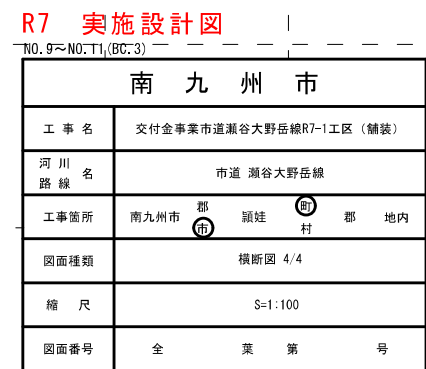 R7 実施設計図
NO.9～NO.11(BC.3)
南九州市
工事名 交付金事業市道瀬谷大野岳線R7-1工区（舗装）
河川路線名 市道 瀬谷大野岳線
工事箇所 南九州市 郡市 頴娃 町村 郡 地内
図面種類 横断図 4/4
縮尺 S=1:100
図面番号 全 葉第 号